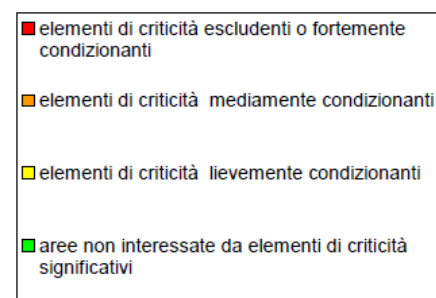 elementi di criticità escludenti o fortemente
condizionanti
elementi di criticità mediamente condizionanti
elementi di criticità lievemente condizionanti
aree non interessate da elementi di criticità
significativi